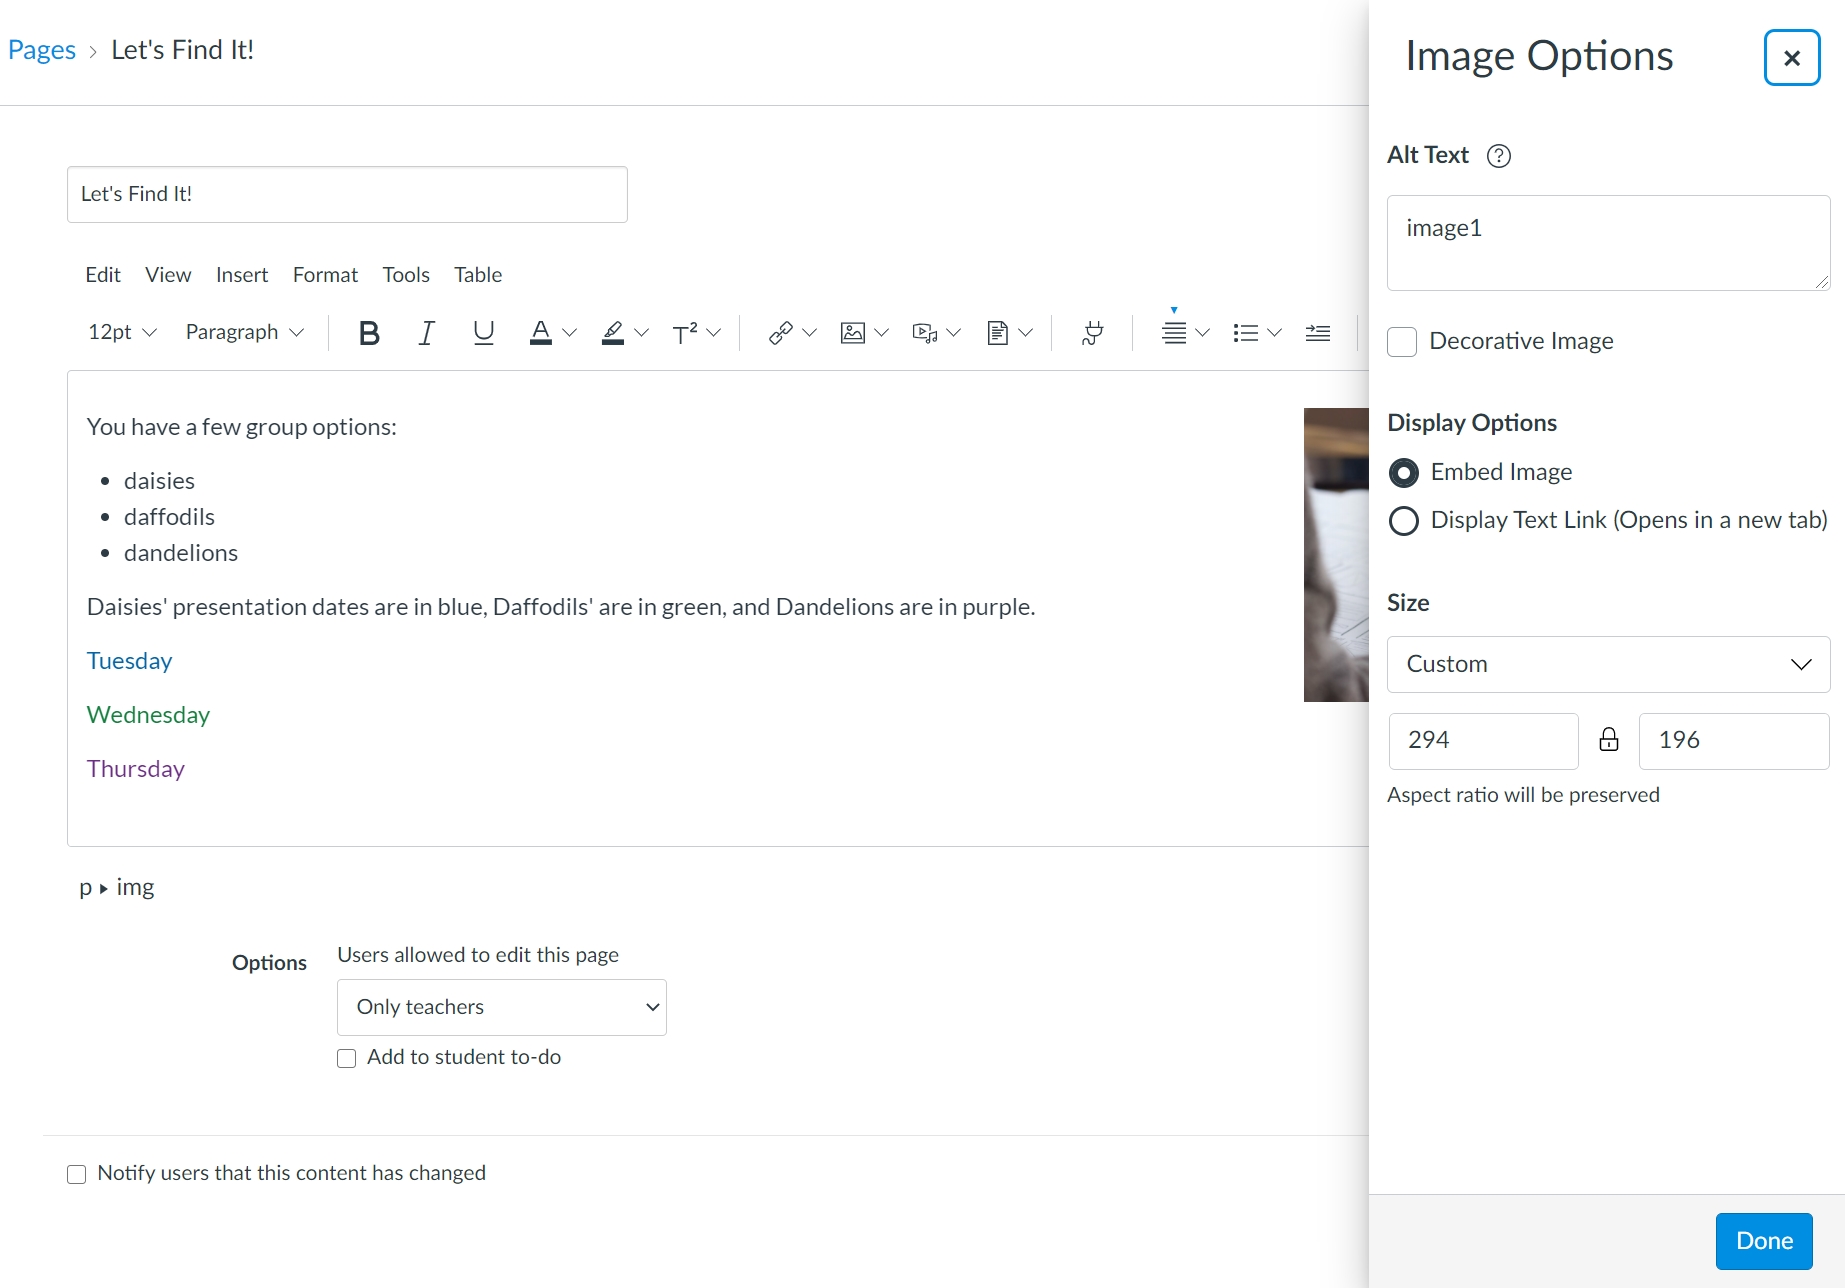 Pages › Let's Find It!
Let's Find It!
Edit View Insert Format Tools Table
12pt Paragraph B I U A T²
You have a few group options:
• daisies
• daffodils
• dandelions
Daisies' presentation dates are in blue, Daffodils' are in green, and Dandelions are in purple.
Tuesday
Wednesday
Thursday
p ▸ img
Options
Users allowed to edit this page
Only teachers
Add to student to-do
Notify users that this content has changed
Image Options
Alt Text ?
image1
Decorative Image
Display Options
Embed Image
Display Text Link (Opens in a new tab)
Size
Custom
294 196
Aspect ratio will be preserved
Done